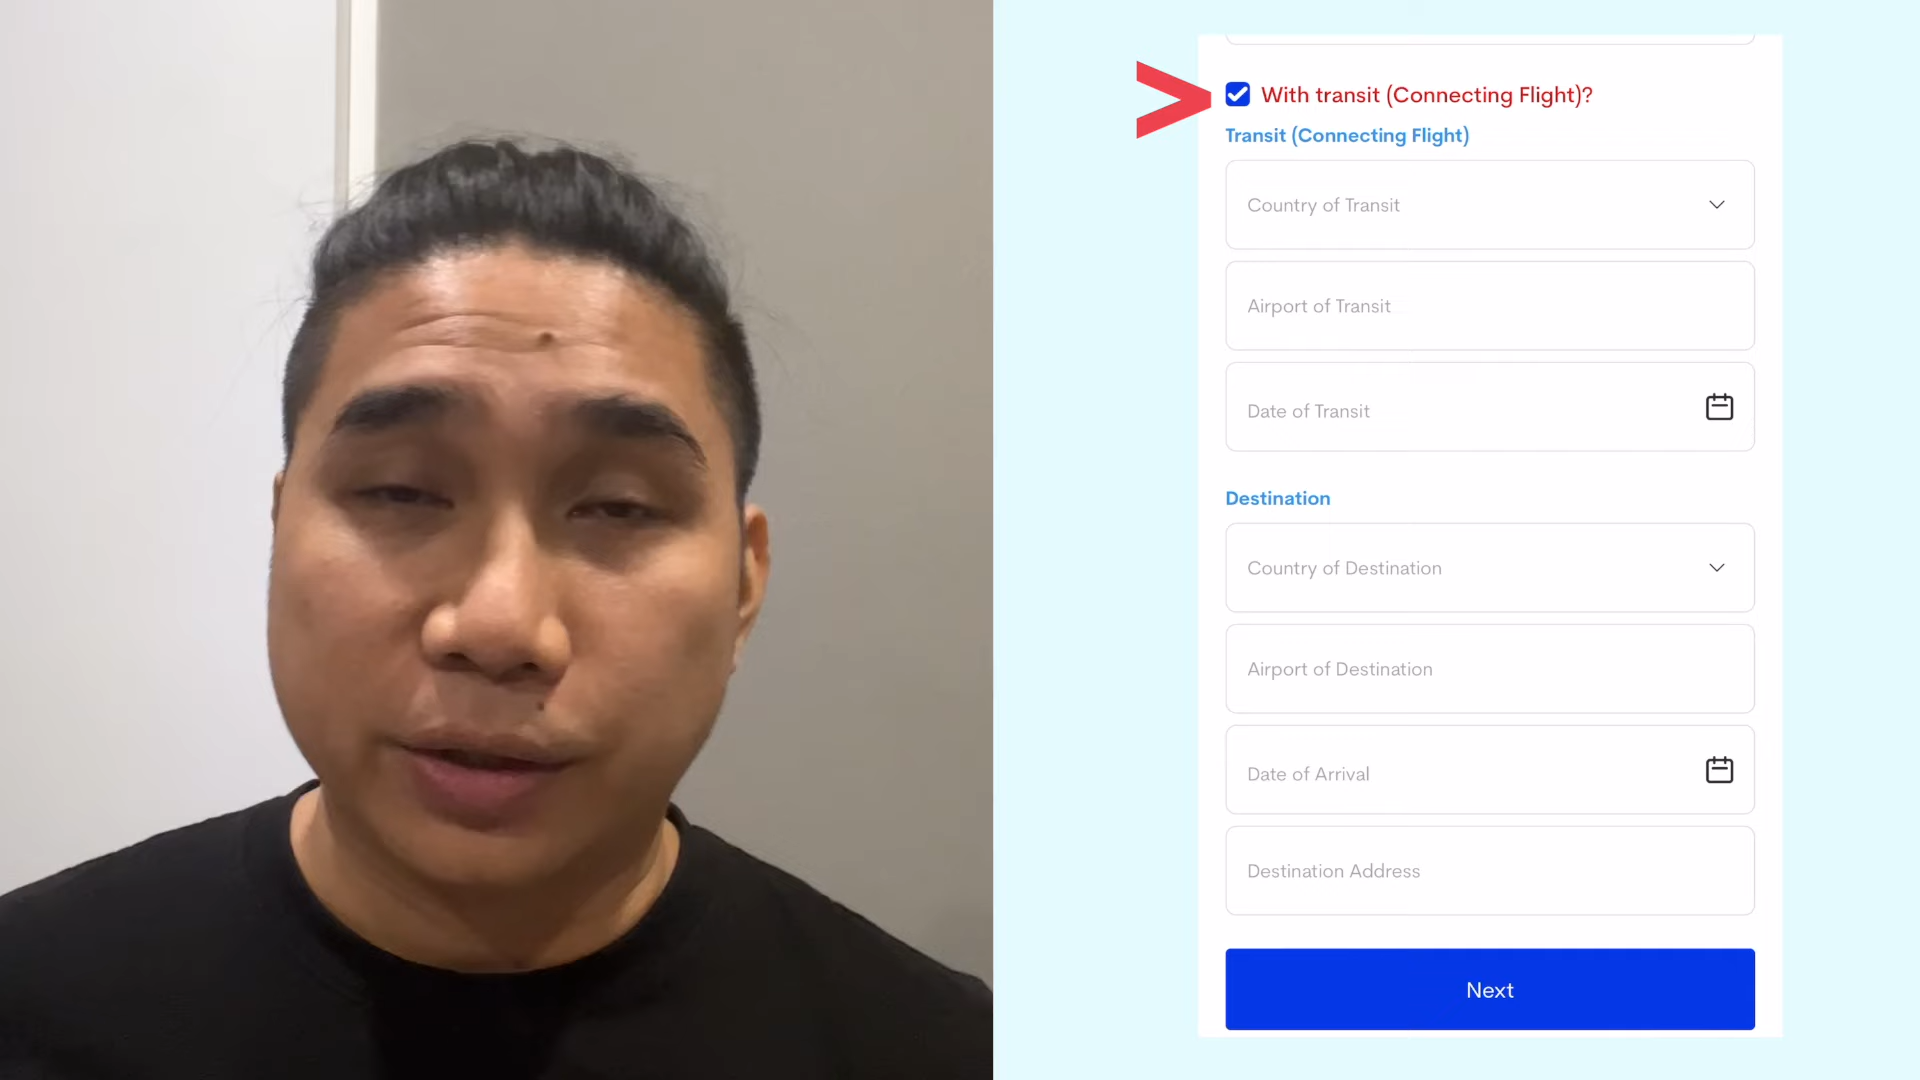 With transit (Connecting Flight)?
Transit (Connecting Flight)
Country of Transit
Airport of Transit
Date of Transit
Destination
Country of Destination
Airport of Destination
Date of Arrival
Destination Address
Next